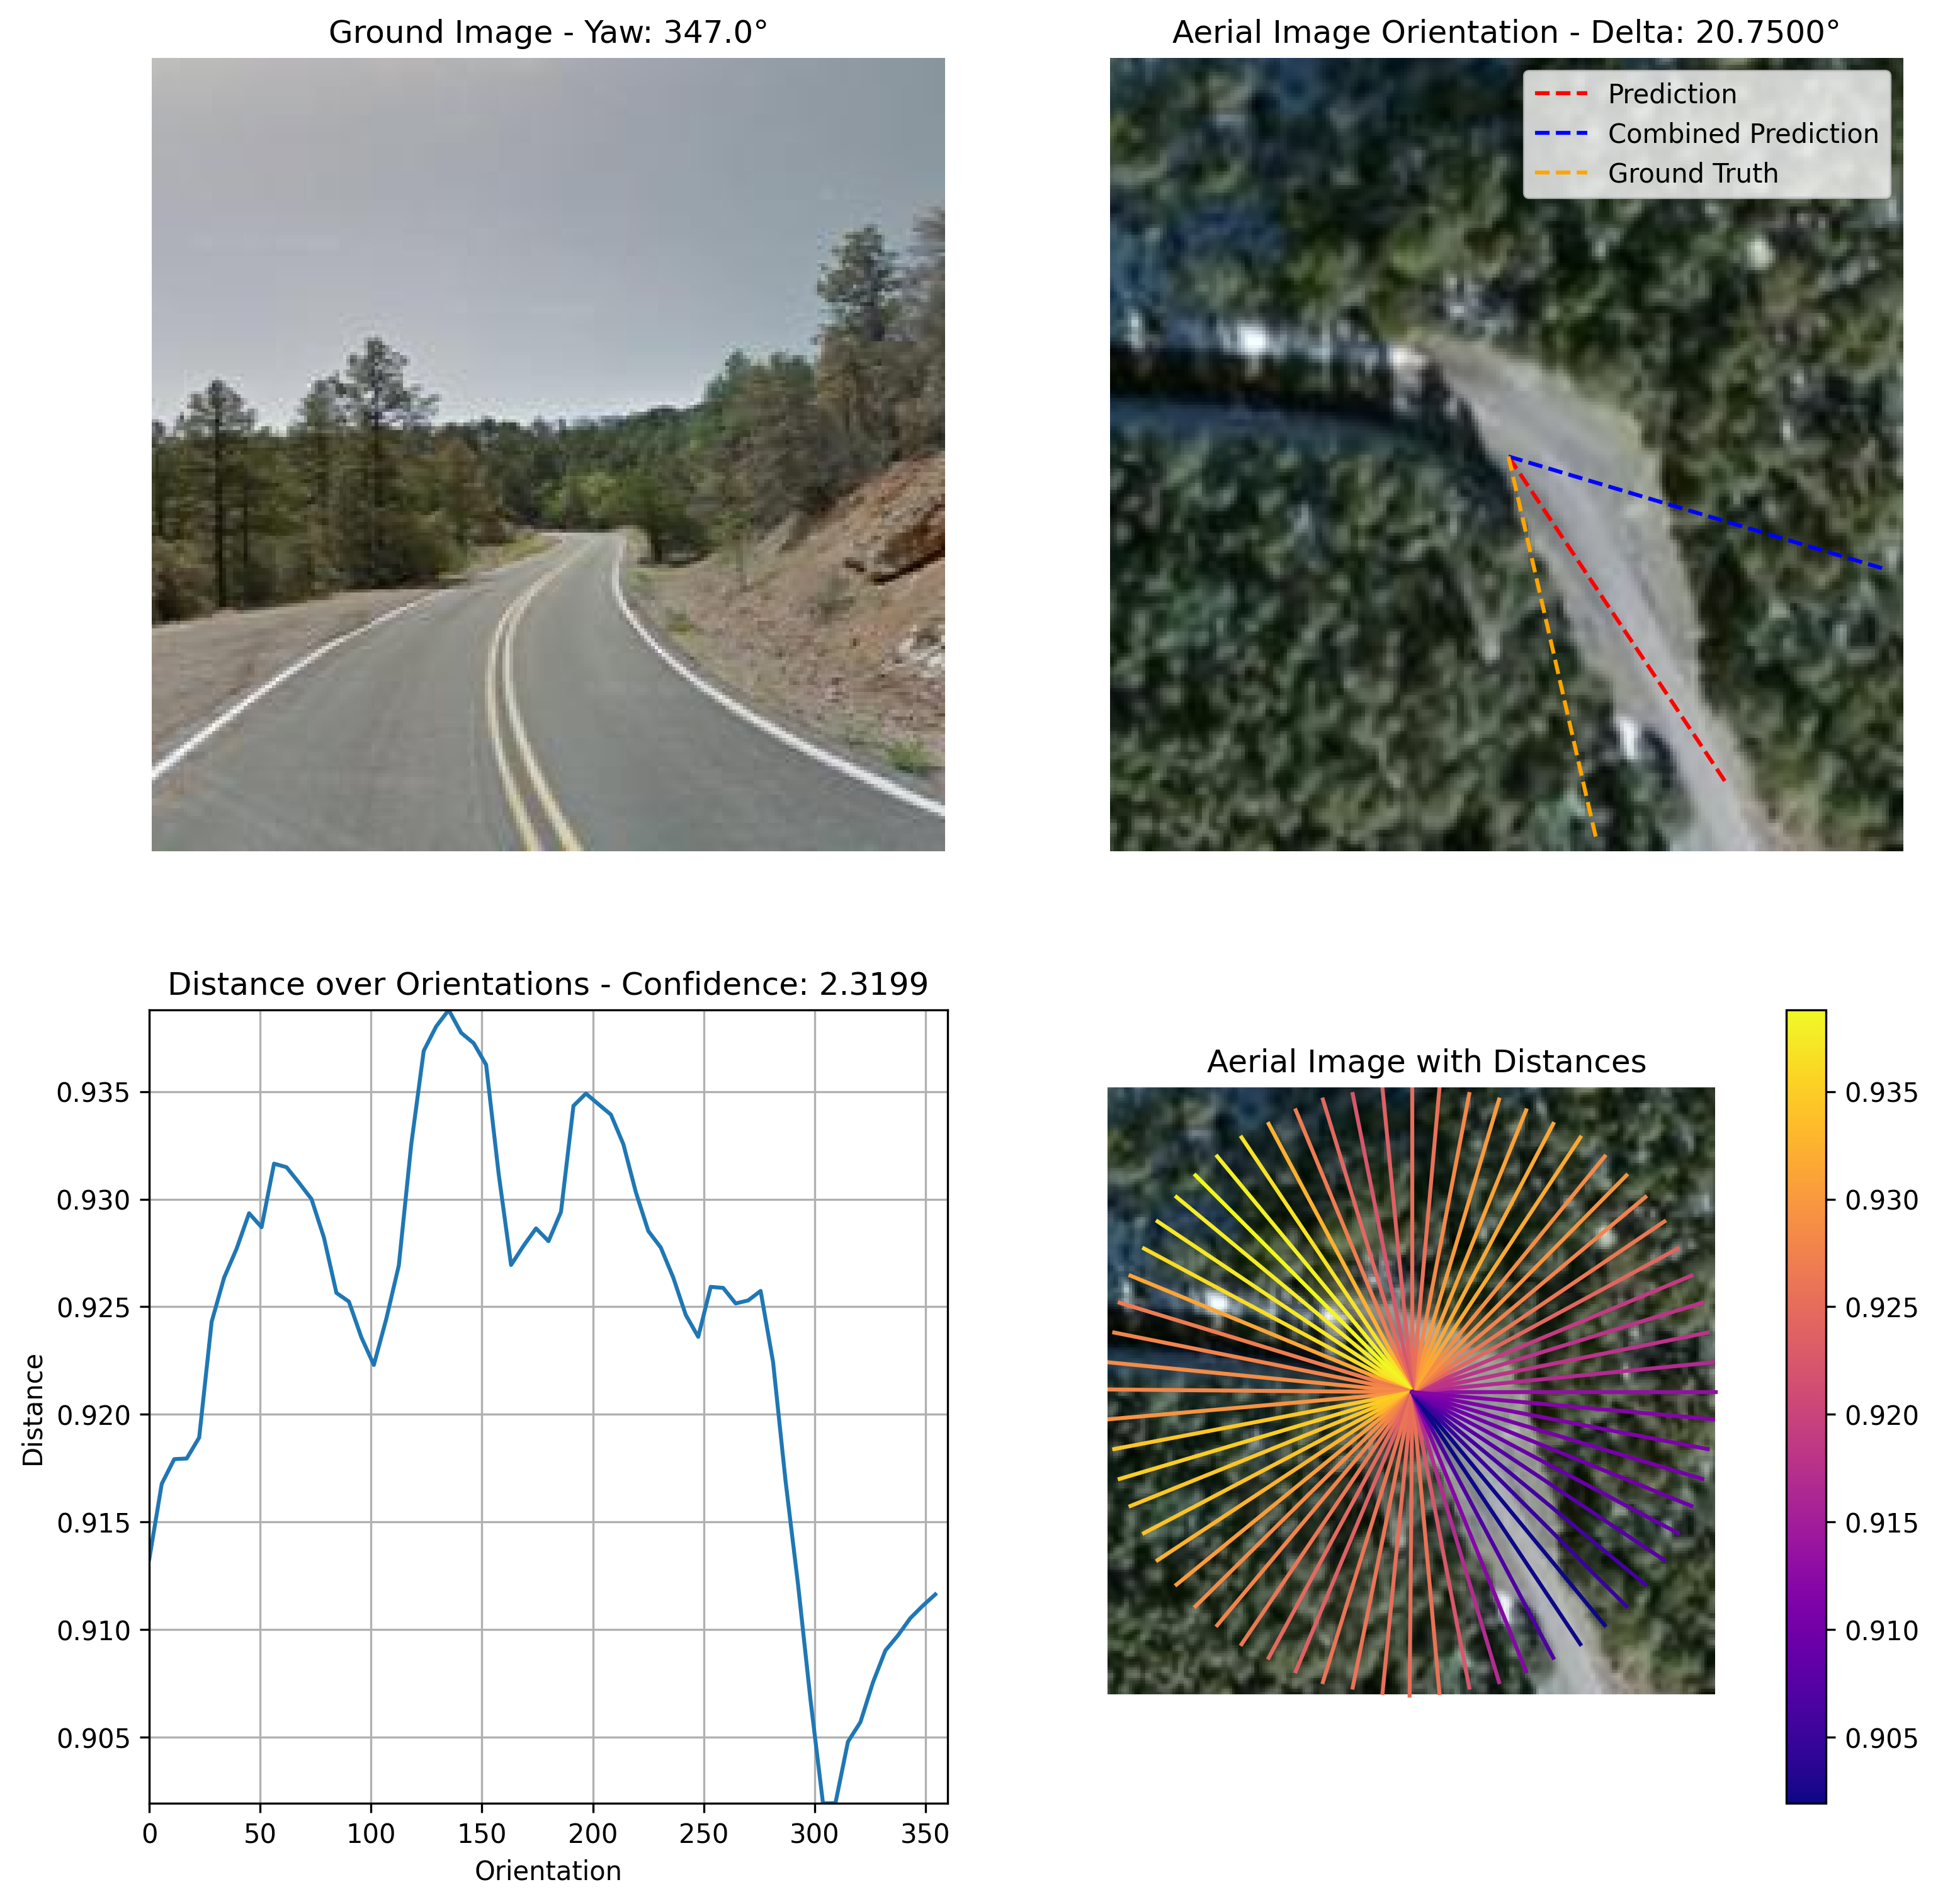 Ground Image - Yaw: 347.0°
Aerial Image Orientation - Delta: 20.7500°
Prediction
Combined Prediction
Ground Truth
Distance over Orientations - Confidence: 2.3199
0.935
0.930
0.925
0.920
0.915
0.910
0.905
Distance
0 50 100 150 200 250 300 350
Orientation
Aerial Image with Distances
0.935
0.930
0.925
0.920
0.915
0.910
0.905